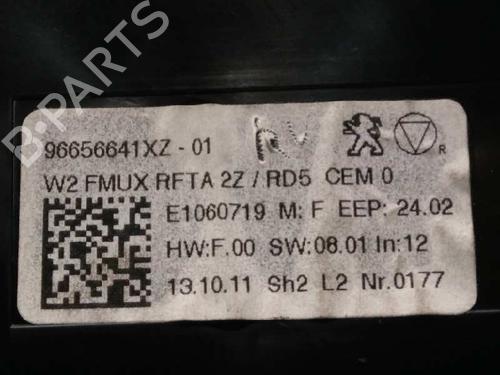 B-PARTS
96656641XZ - 01
W2 FMUX RFTA 2Z / RD5 CEM 0
E1060719 M: F EEP: 24.02
HW:F.00 SW:08.01 In:12
13.10.11 Sh2 L2 Nr.0177
R